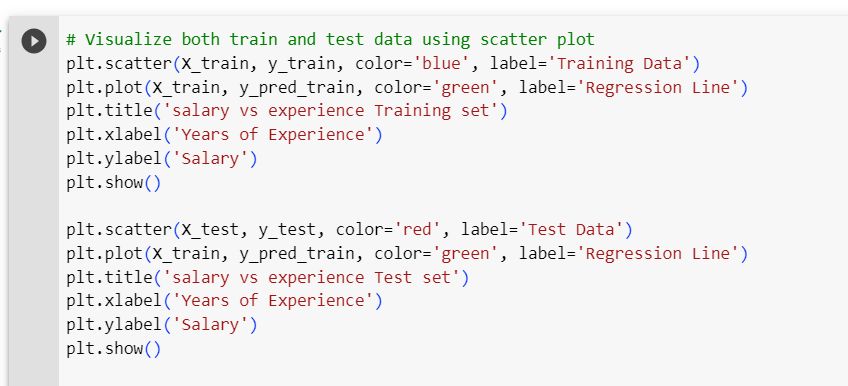 # Visualize both train and test data using scatter plot
plt.scatter(X_train, y_train, color='blue', label='Training Data')
plt.plot(X_train, y_pred_train, color='green', label='Regression Line')
plt.title('salary vs experience Training set')
plt.xlabel('Years of Experience')
plt.ylabel('Salary')
plt.show()

plt.scatter(X_test, y_test, color='red', label='Test Data')
plt.plot(X_train, y_pred_train, color='green', label='Regression Line')
plt.title('salary vs experience Test set')
plt.xlabel('Years of Experience')
plt.ylabel('Salary')
plt.show()